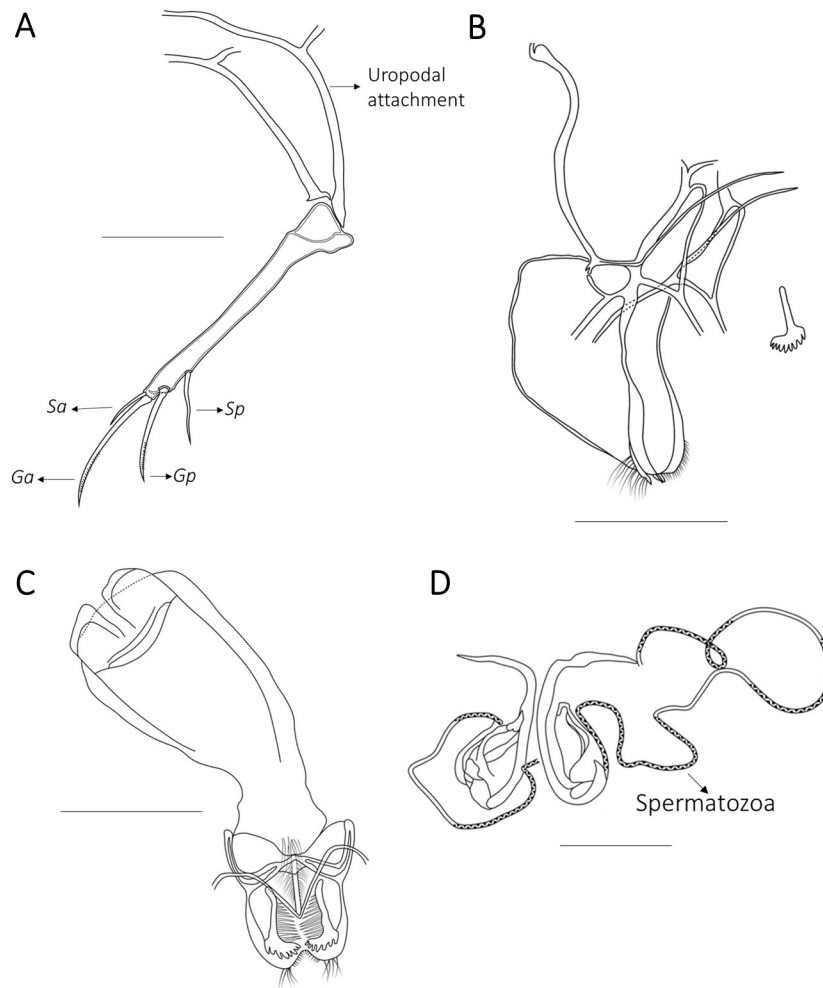 A
B
Uropodal
attachment
Sa
Sp
Ga
Gp
C
D
Spermatozoa